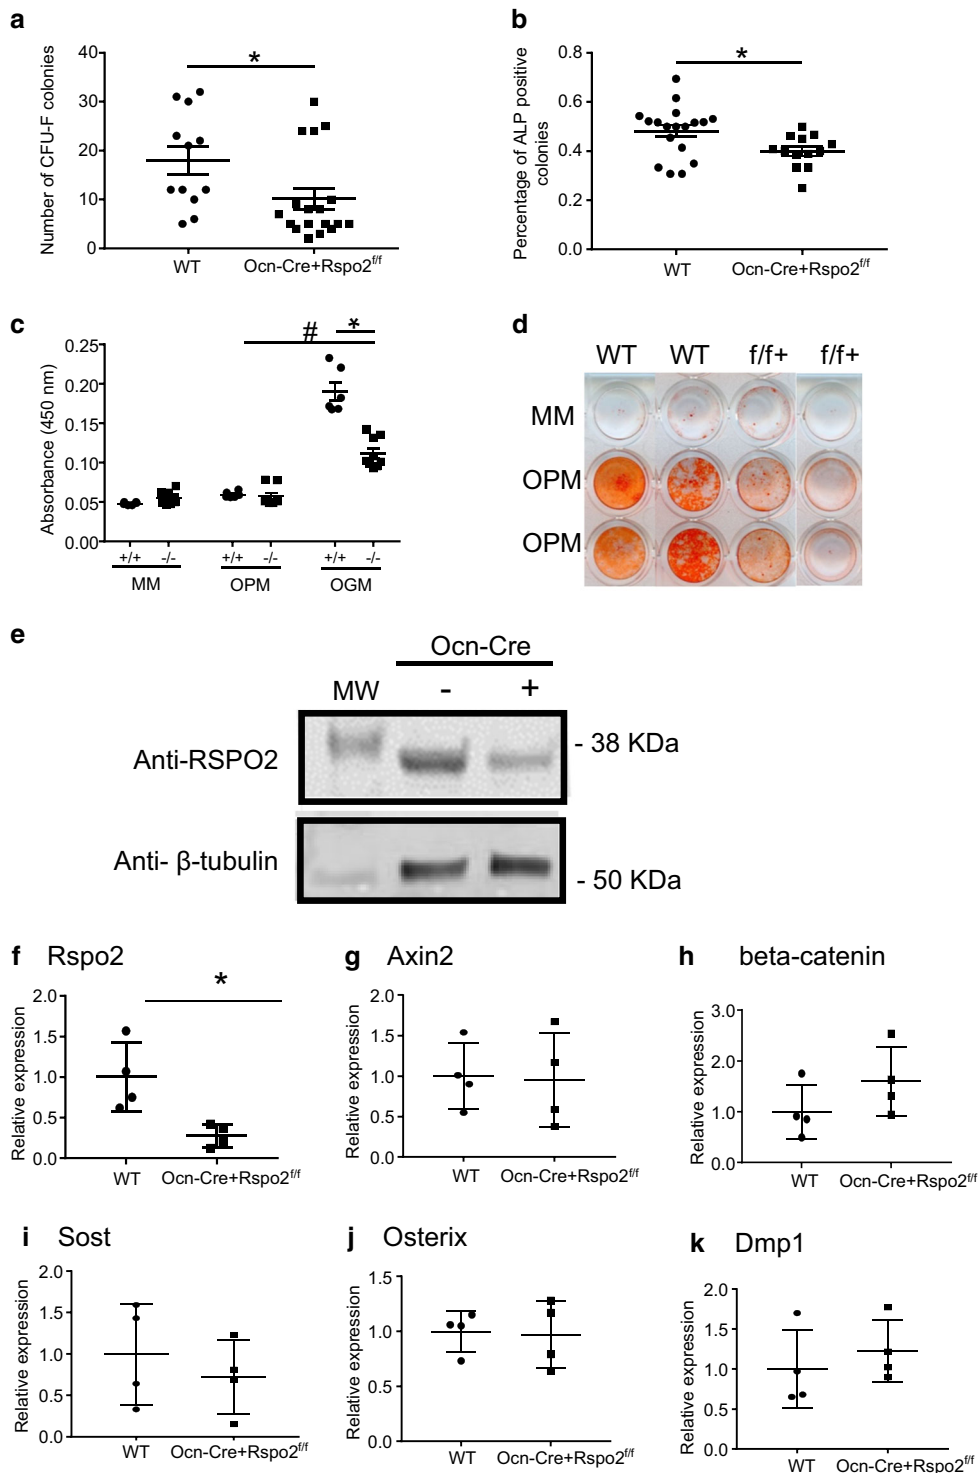 a
Number of CFU-F colonies
40
30
20
10
0
*
WT
Ocn-Cre+Rspo2f/f
b
Percentage of ALP positive
colonies
0.8
0.6
0.4
0.2
0.0
*
WT
Ocn-Cre+Rspo2f/f
c
Absorbance (450 nm)
0.25
0.20
0.15
0.10
0.05
0.00
#
*
+/+ -/- +/+ -/- +/+ -/-
MM OPM OGM
d
WT WT f/f+ f/f+
MM
OPM
OPM
e
Ocn-Cre
MW - +
Anti-RSPO2
- 38 KDa
Anti- β-tubulin
- 50 KDa
f Rspo2
Relative expression
2.0
1.5
1.0
0.5
0.0
*
WT Ocn-Cre+Rspo2f/f
g Axin2
Relative expression
2.0
1.5
1.0
0.5
0.0
WT Ocn-Cre+Rspo2f/f
h beta-catenin
Relative expression
3.0
2.0
1.0
0.0
WT Ocn-Cre+Rspo2f/f
i Sost
Relative expression
2.0
1.5
1.0
0.5
0.0
WT Ocn-Cre+Rspo2f/f
j Osterix
Relative expression
1.5
1.0
0.5
0.0
WT Ocn-Cre+Rspo2f/f
k Dmp1
Relative expression
2.0
1.5
1.0
0.5
0.0
WT Ocn-Cre+Rspo2f/f